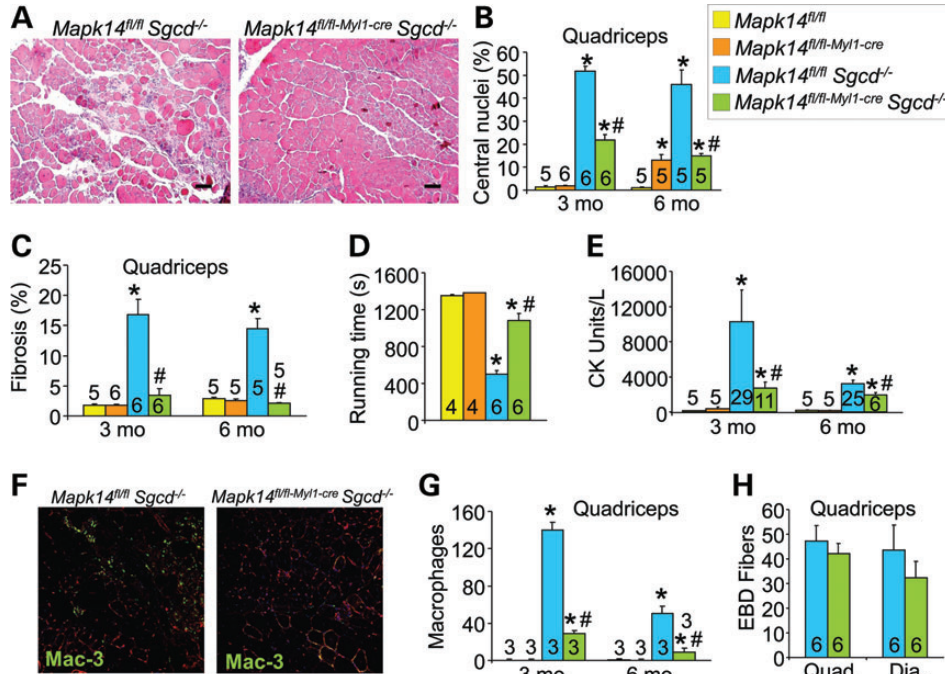 A
Mapk14fl/fl Sgcd-/-
Mapk14fl/fl-Myl1-cre Sgcd-/-
B
Quadriceps
Central nuclei (%)
60
50
40
30
20
10
0
5 6 6 6
* *#
5 5 5 5
* * *#
3 mo
6 mo
Mapk14fl/fl
Mapk14fl/fl-Myl1-cre
Mapk14fl/fl Sgcd-/-
Mapk14fl/fl-Myl1-cre Sgcd-/-
C
Quadriceps
Fibrosis (%)
25
20
15
10
5
0
5 6 6 6
* #
5 5 5 5
* #
3 mo
6 mo
D
Running time (s)
1600
1200
800
400
0
4 4 6 6
* *#
E
CK Units/L
16000
12000
8000
4000
0
5 5 29 11
* *#
5 5 25 6
* *#
3 mo
6 mo
F
Mapk14fl/fl Sgcd-/-
Mapk14fl/fl-Myl1-cre Sgcd-/-
Mac-3
Mac-3
G
Quadriceps
Macrophages
160
120
80
40
0
3 3 3 3
* *#
3 3 3 3
* *#
3 mo
6 mo
H
Quadriceps
EBD Fibers
60
50
40
30
20
10
0
6 6 6 6
Quad
Dia